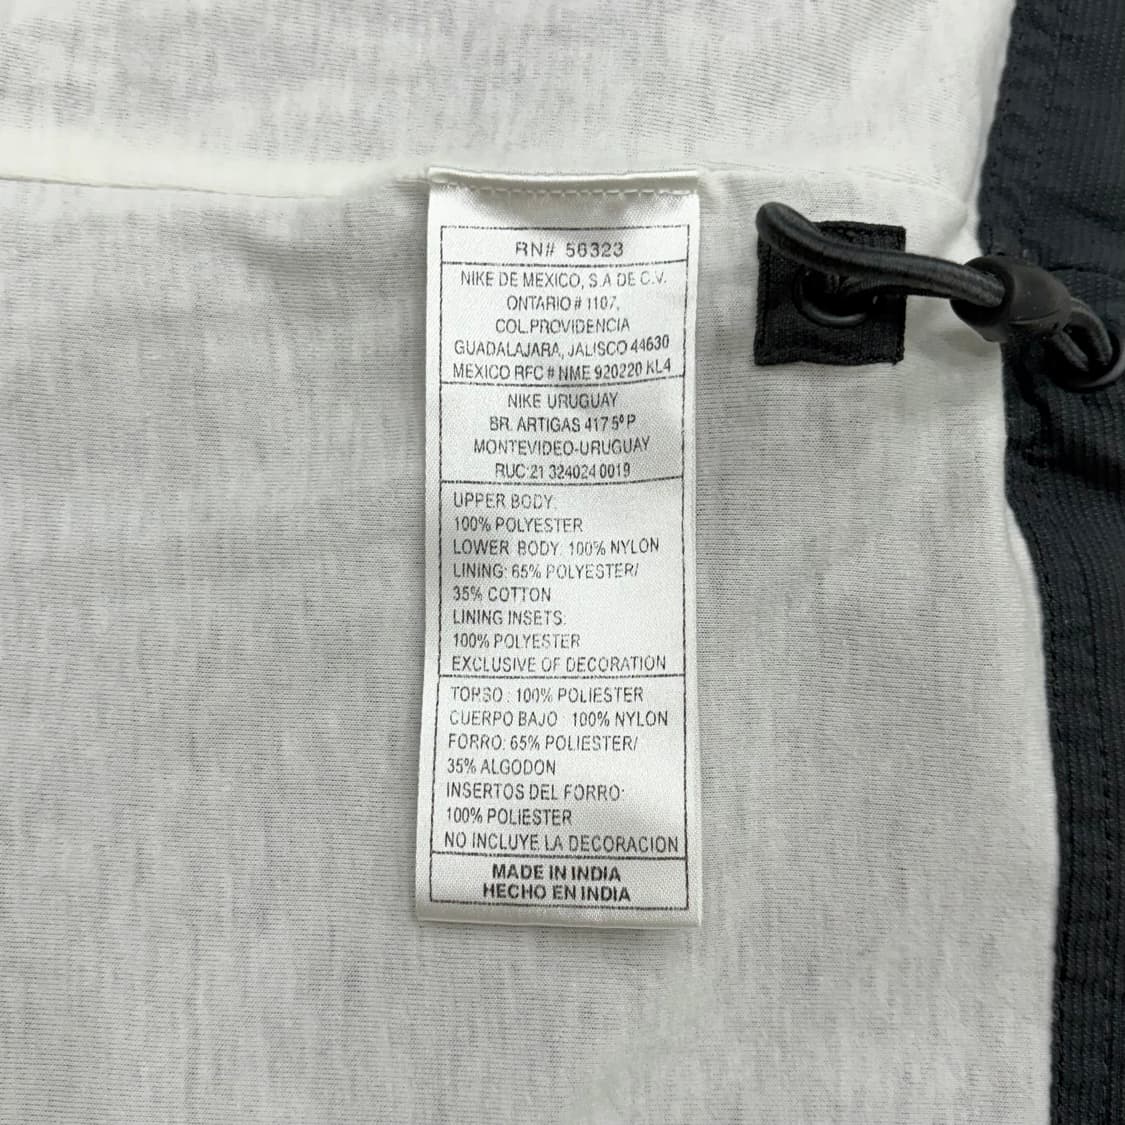 RN# 56323
NIKE DE MEXICO, S.A DE C.V.
ONTARIO # 1107,
COL.PROVIDENCIA
GUADALAJARA, JALISCO 44630
MEXICO RFC # NME 920220 KL4
NIKE URUGUAY
BR. ARTIGAS 417 5º P
MONTEVIDEO-URUGUAY
RUC:21 324024 0019
UPPER BODY:
100% POLYESTER
LOWER BODY: 100% NYLON
LINING: 65% POLYESTER/
35% COTTON
LINING INSETS:
100% POLYESTER
EXCLUSIVE OF DECORATION
TORSO: 100% POLIESTER
CUERPO BAJO 100% NYLON
FORRO: 65% POLIESTER/
35% ALGODON
INSERTOS DEL FORRO:
100% POLIESTER
NO INCLUYE LA DECORACION
MADE IN INDIA
HECHO EN INDIA